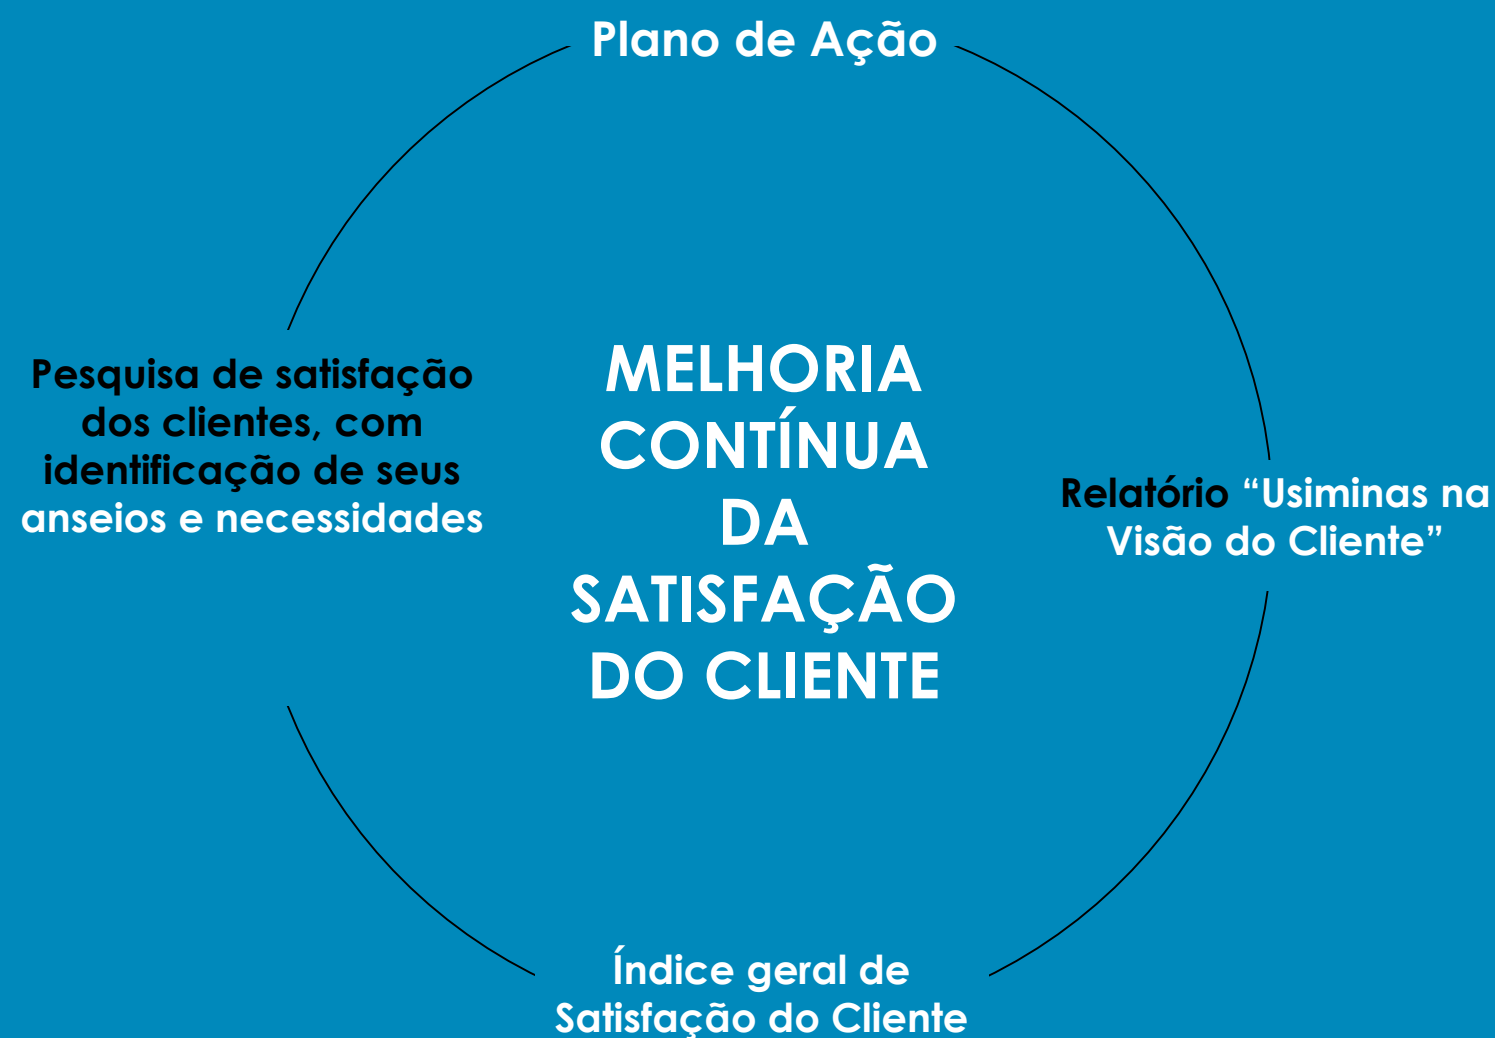 Plano de Ação
Pesquisa de satisfação
dos clientes, com
identificação de seus
anseios e necessidades
MELHORIA
CONTÍNUA
DA
SATISFAÇÃO
DO CLIENTE
Relatório “Usiminas na
Visão do Cliente”
Índice geral de
Satisfação do Cliente